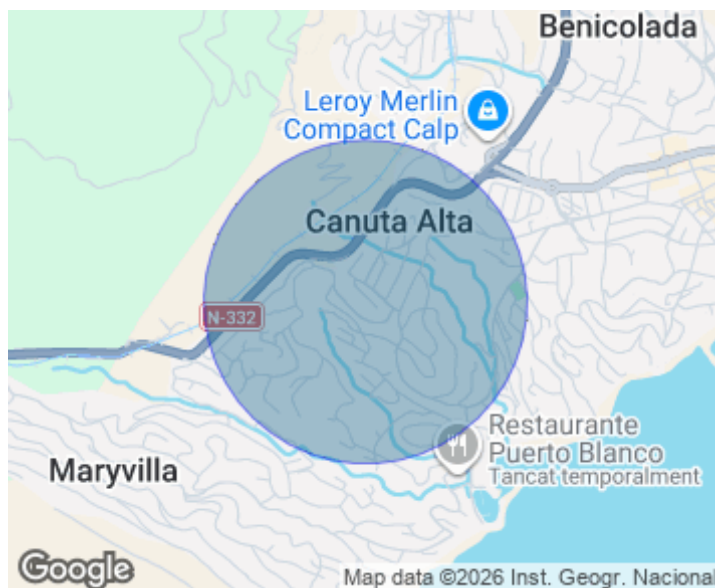 Benicolada
Leroy Merlin
Compact Calp
Canuta Alta
N-332
Restaurante
Puerto Blanco
Tancat temporalment
Maryvilla
Google
Map data ©2026 Inst. Geogr. Nacional